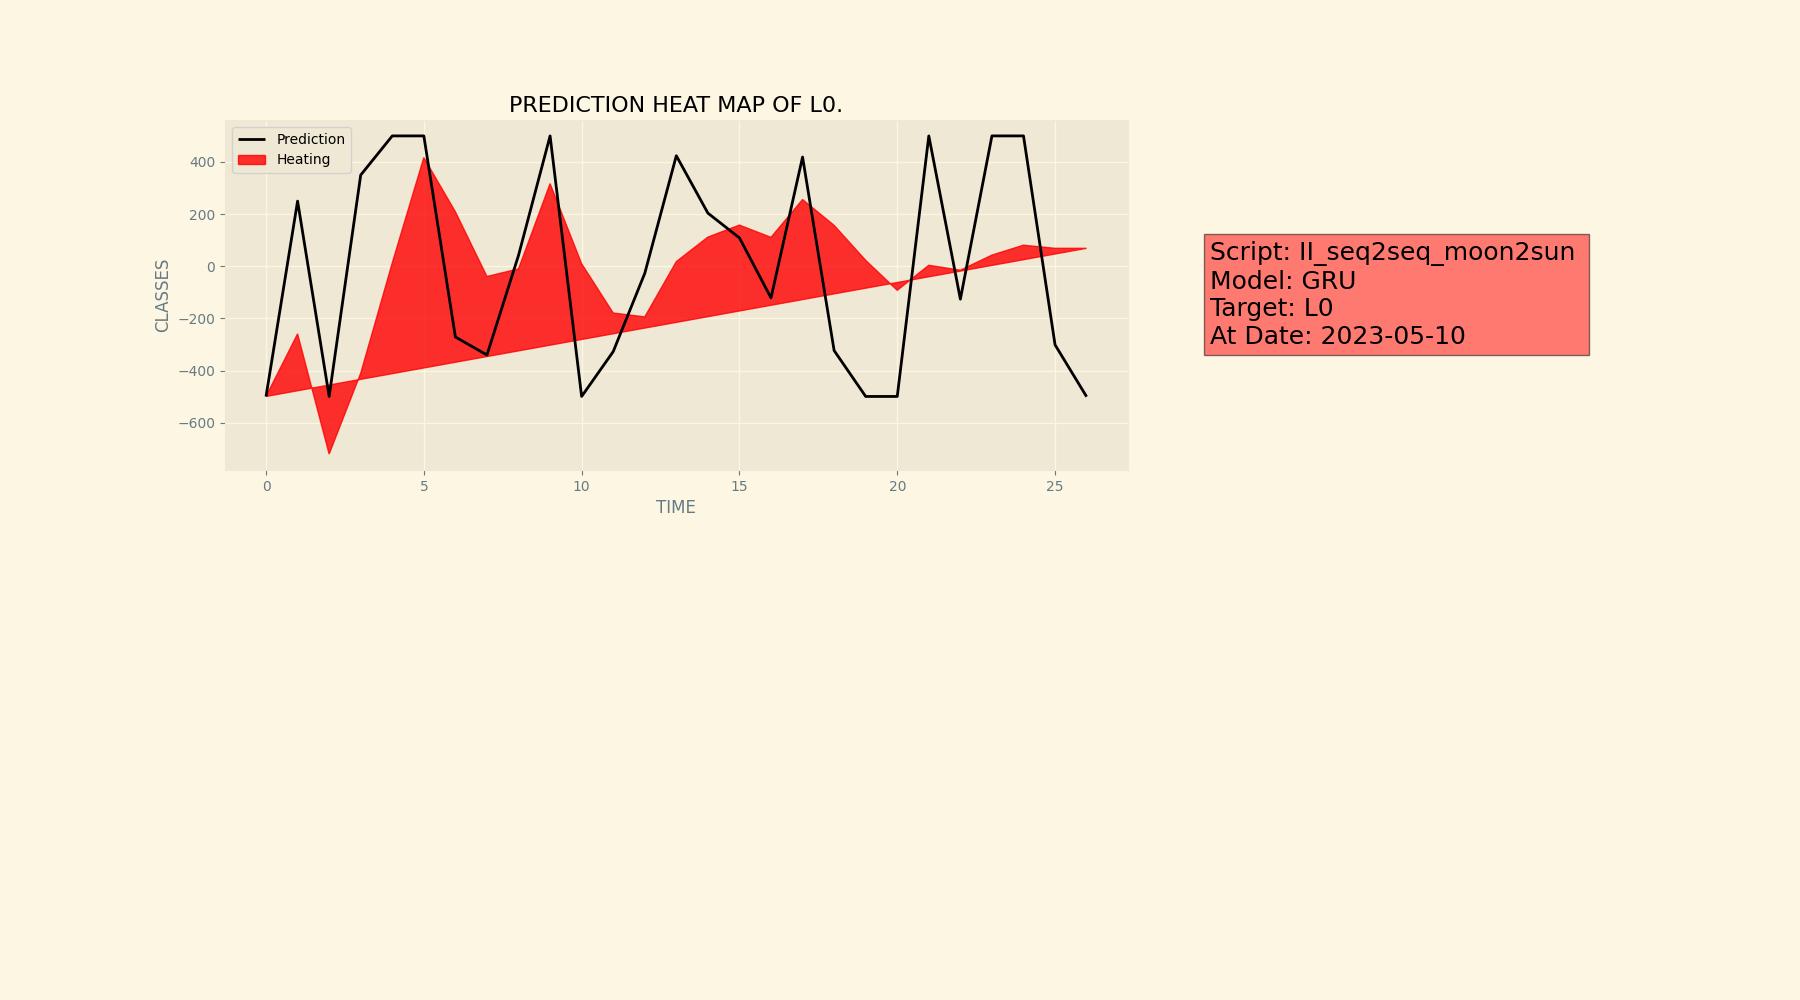 PREDICTION HEAT MAP OF L0.
Prediction
Heating
400
200
0
−200
−400
−600
CLASSES
0 5 10 15 20 25
TIME
Script: II_seq2seq_moon2sun
Model: GRU
Target: L0
At Date: 2023-05-10